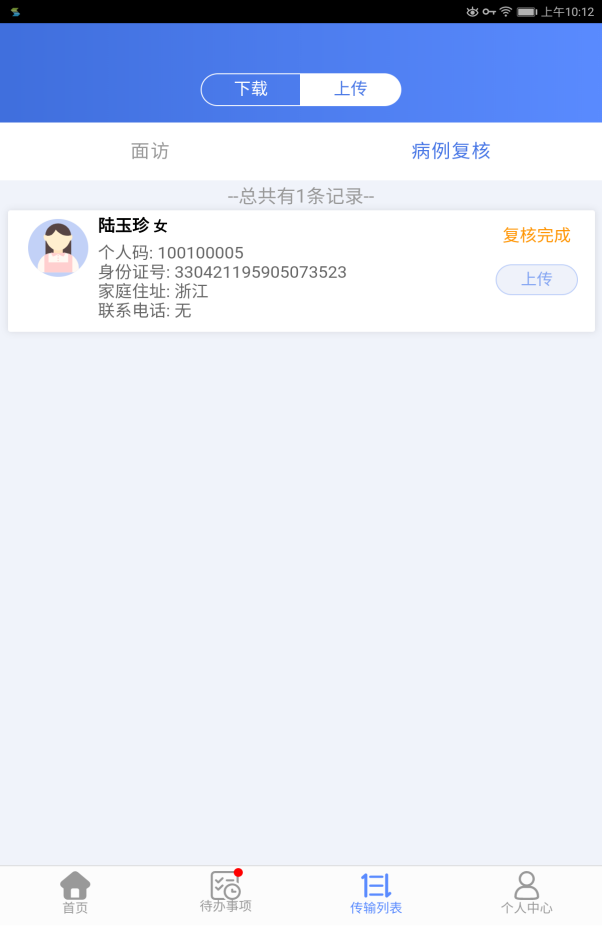 上午10:12
下载
上传
面访
病例复核
--总共有1条记录--
陆玉珍 女
复核完成
个人码: 100100005
身份证号: 330421195905073523
上传
家庭住址: 浙江
联系电话: 无
首页
待办事项
传输列表
个人中心